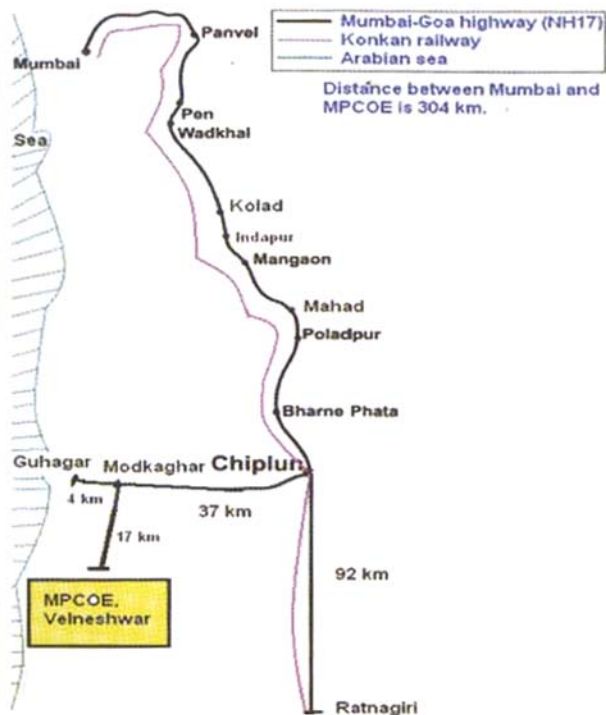 Mumbai-Goa highway (NH17)
Konkan railway
Arabian sea
Distance between Mumbai and
MPCOE is 304 km.
Panvel
Mumbai
Pen
Wadkhal
Sea
Kolad
Indapur
Mangaon
Mahad
Poladpur
Bharne Phata
Guhagar
Modkaghar
Chiplun
4 km
37 km
17 km
92 km
MPCOE,
Velneshwar
Ratnagiri